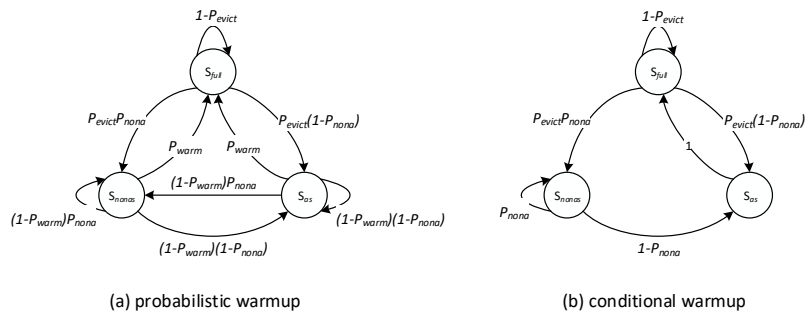 1-P_evict
S_full
P_evict P_nona
P_evict(1-P_nona)
P_warm
P_warm
(1-P_warm)P_nona
S_nonas
S_as
(1-P_warm)P_nona
(1-P_warm)(1-P_nona)
(1-P_warm)(1-P_nona)
(a) probabilistic warmup
1-P_evict
S_full
P_evict P_nona
P_evict(1-P_nona)
1
S_nonas
S_as
P_nona
1-P_nona
(b) conditional warmup